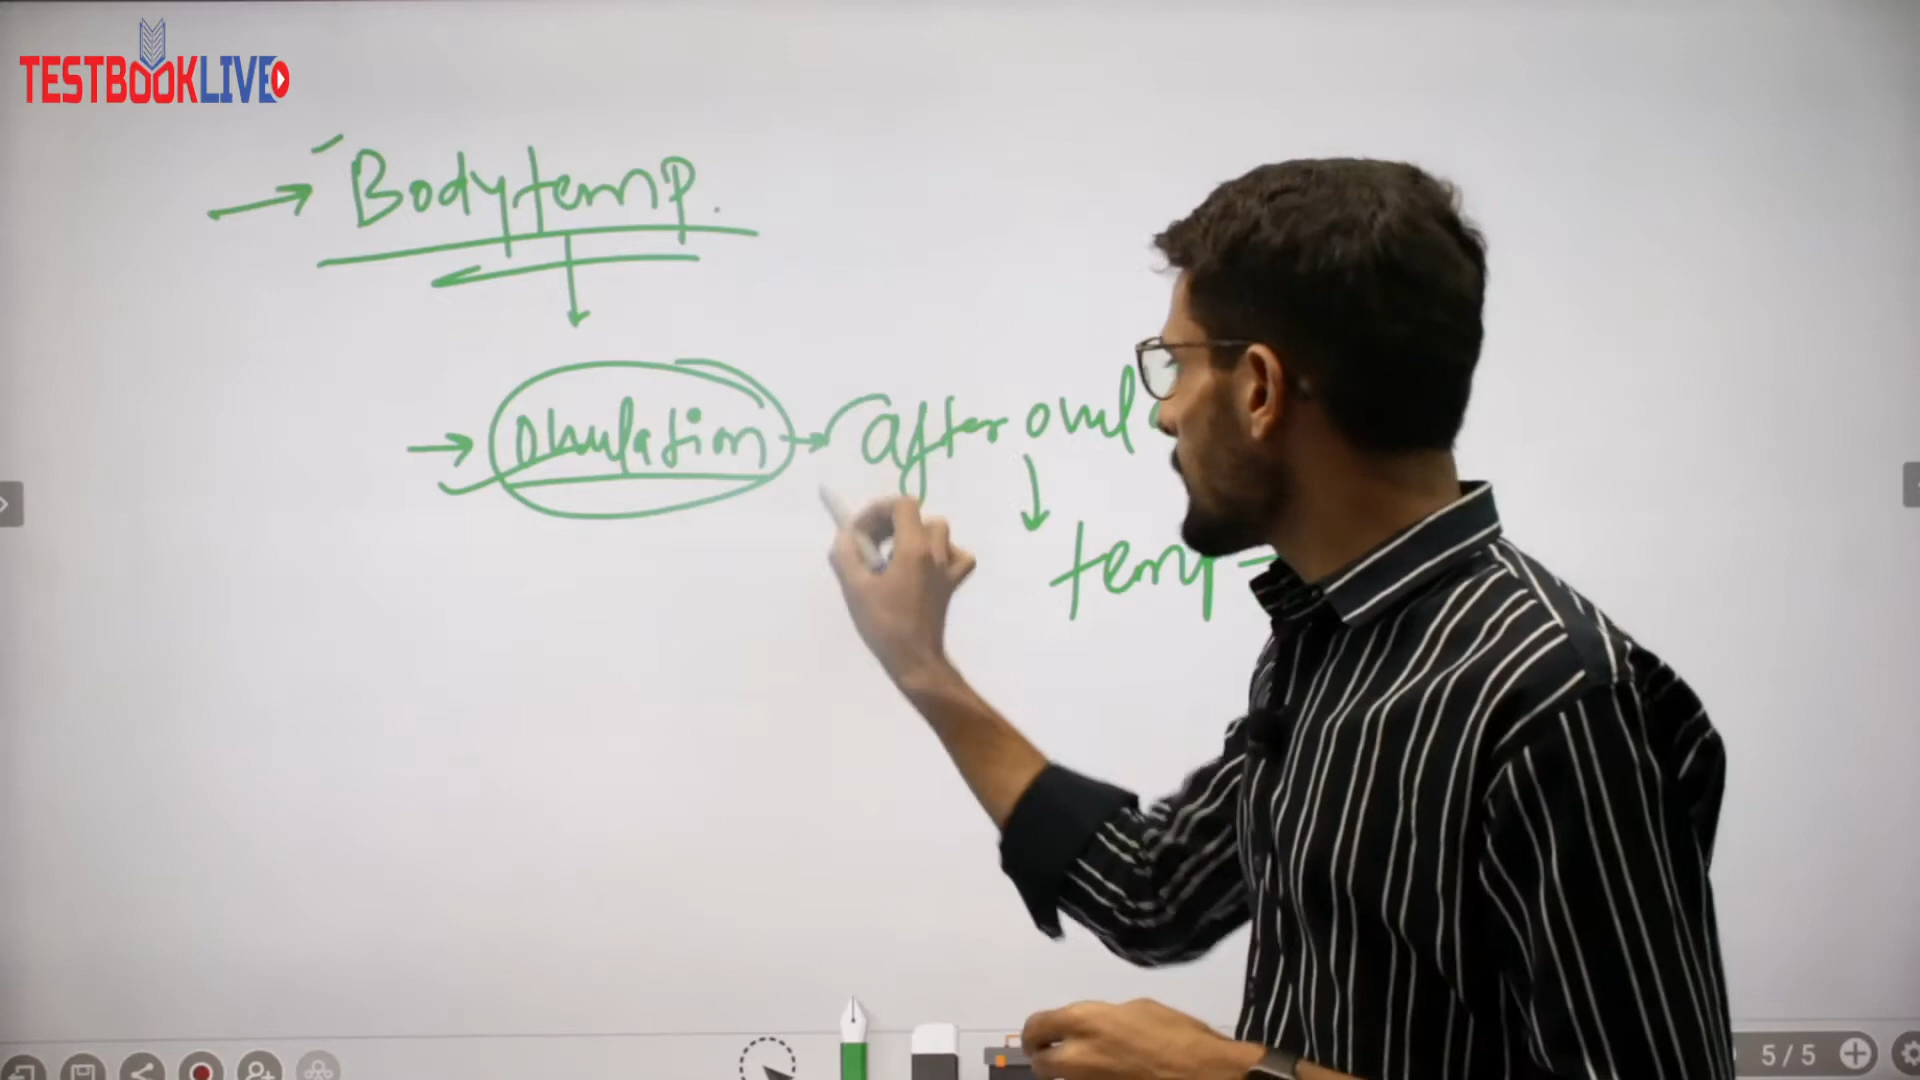 TESTBOOKLIVE
→ Body temp.
→ Ovulation → after ovul
temp
5 / 5